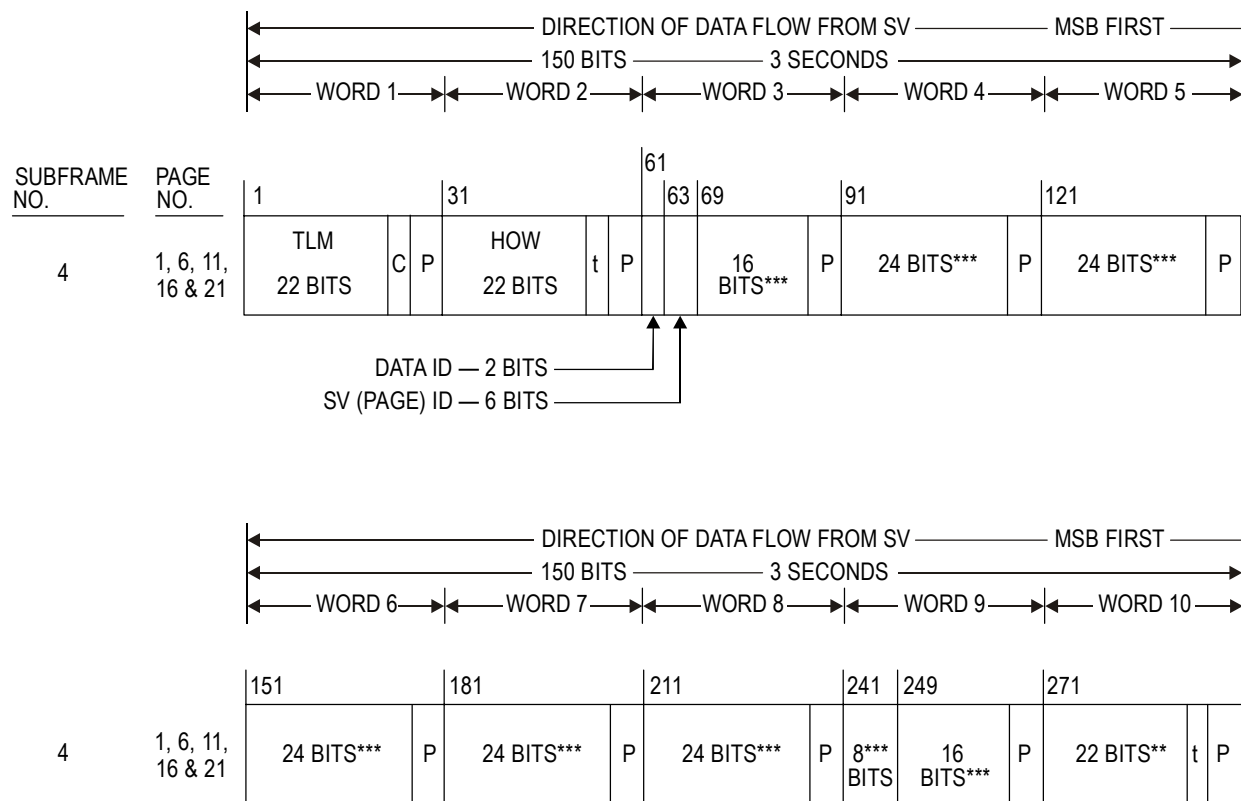 DIRECTION OF DATA FLOW FROM SV MSB FIRST
150 BITS 3 SECONDS
WORD 1 WORD 2 WORD 3 WORD 4 WORD 5
SUBFRAME NO. PAGE NO.
1 31 61 63 69 91 121
4
1, 6, 11,
16 & 21
TLM
22 BITS
C P
HOW
22 BITS
t P
16
BITS***
P
24 BITS*** P
24 BITS*** P
DATA ID — 2 BITS
SV (PAGE) ID — 6 BITS
DIRECTION OF DATA FLOW FROM SV MSB FIRST
150 BITS 3 SECONDS
WORD 6 WORD 7 WORD 8 WORD 9 WORD 10
151 181 211 241 249 271
4
1, 6, 11,
16 & 21
24 BITS*** P
24 BITS*** P
24 BITS*** P
8***
BITS
16
BITS***
P
22 BITS** t P